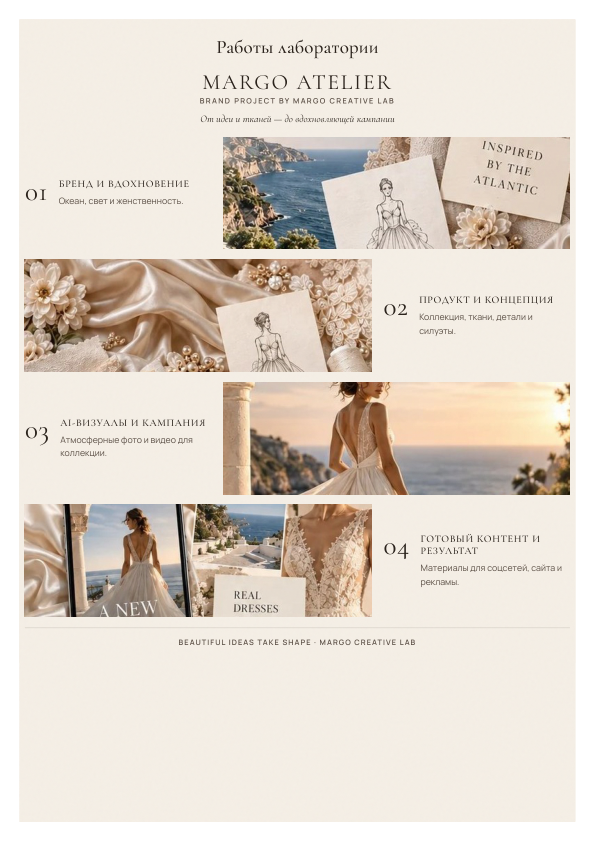 Работы лаборатории
MARGO ATELIER
BRAND PROJECT BY MARGO CREATIVE LAB
От идеи и тканей — до вдохновляющей кампании
INSPIRED
BY THE
ATLANTIC
01
БРЕНД И ВДОХНОВЕНИЕ
Океан, свет и женственность.
02
ПРОДУКТ И КОНЦЕПЦИЯ
Коллекция, ткани, детали и
силуэты.
03
AI-ВИЗУАЛЫ И КАМПАНИЯ
Атмосферные фото и видео для
коллекции.
A NEW
REAL
DRESSES
04
ГОТОВЫЙ КОНТЕНТ И
РЕЗУЛЬТАТ
Материалы для соцсетей, сайта и
рекламы.
BEAUTIFUL IDEAS TAKE SHAPE · MARGO CREATIVE LAB